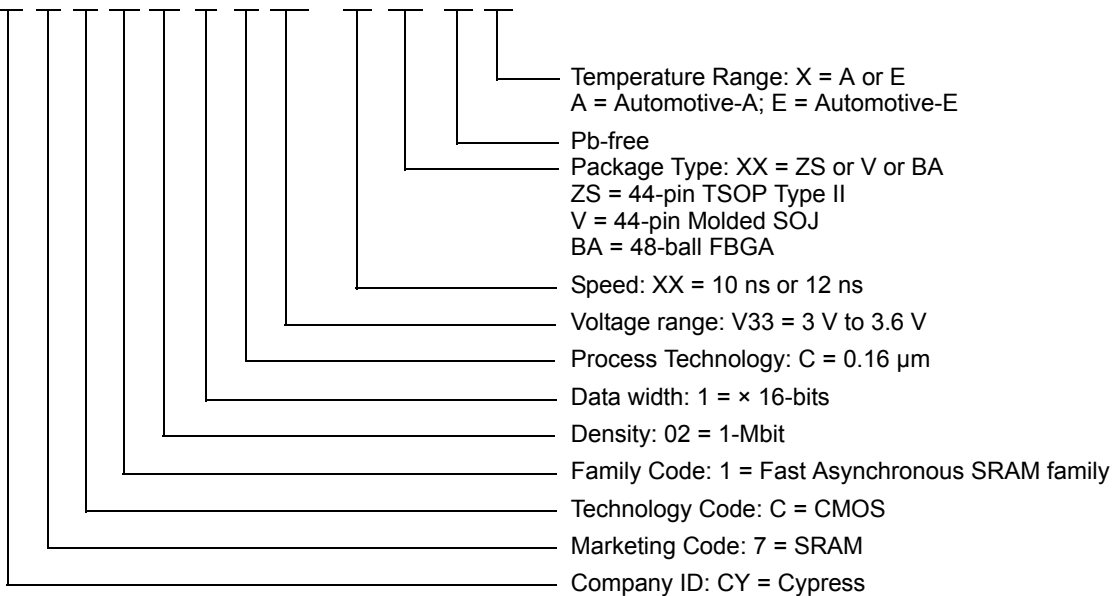 Temperature Range: X = A or E
A = Automotive-A; E = Automotive-E
Pb-free
Package Type: XX = ZS or V or BA
ZS = 44-pin TSOP Type II
V = 44-pin Molded SOJ
BA = 48-ball FBGA
Speed: XX = 10 ns or 12 ns
Voltage range: V33 = 3 V to 3.6 V
Process Technology: C = 0.16 µm
Data width: 1 = × 16-bits
Density: 02 = 1-Mbit
Family Code: 1 = Fast Asynchronous SRAM family
Technology Code: C = CMOS
Marketing Code: 7 = SRAM
Company ID: CY = Cypress